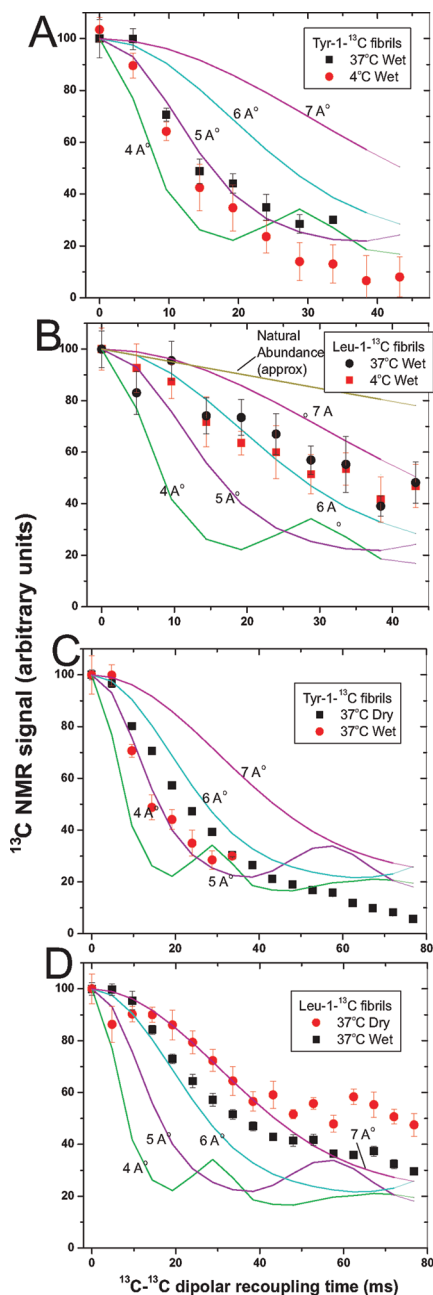 A
Tyr-1-¹³C fibrils
37°C Wet
4°C Wet
4 A°
5 A°
6 A°
7 A°
100
80
60
40
20
0
0 10 20 30 40
B
Natural
Abundance
(approx)
Leu-1-¹³C fibrils
37°C Wet
4°C Wet
7 A
°
4 A°
5 A°
6 A
°
100
80
60
40
20
0
0 10 20 30 40
¹³C NMR signal (arbitrary units)
C
Tyr-1-¹³C fibrils
37°C Dry
37°C Wet
7 A°
6 A°
4 A°
5 A°
100
80
60
40
20
0
0 20 40 60 80
D
Leu-1-¹³C fibrils
37°C Dry
37°C Wet
7 A°
6 A°
5 A°
4 A°
100
80
60
40
20
0
0 20 40 60 80
¹³C-¹³C dipolar recoupling time (ms)